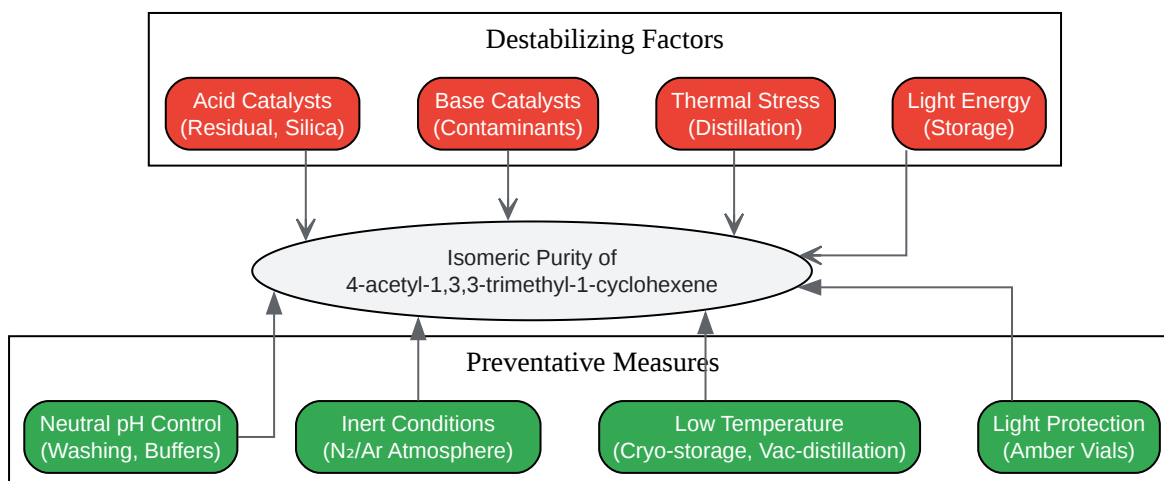 Destabilizing Factors
Acid Catalysts
(Residual, Silica)
Base Catalysts
(Contaminants)
Thermal Stress
(Distillation)
Light Energy
(Storage)
Isomeric Purity of
4-acetyl-1,3,3-trimethyl-1-cyclohexene
Preventative Measures
Neutral pH Control
(Washing, Buffers)
Inert Conditions
(N₂/Ar Atmosphere)
Low Temperature
(Cryo-storage, Vac-distillation)
Light Protection
(Amber Vials)